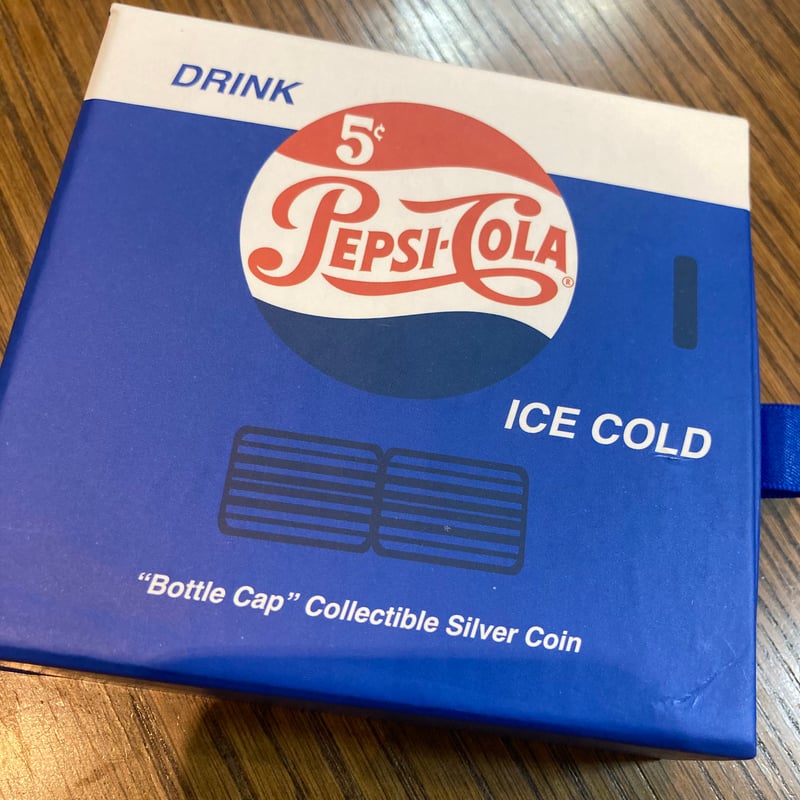 DRINK
5¢
PEPSI-COLA®
ICE COLD
“Bottle Cap” Collectible Silver Coin